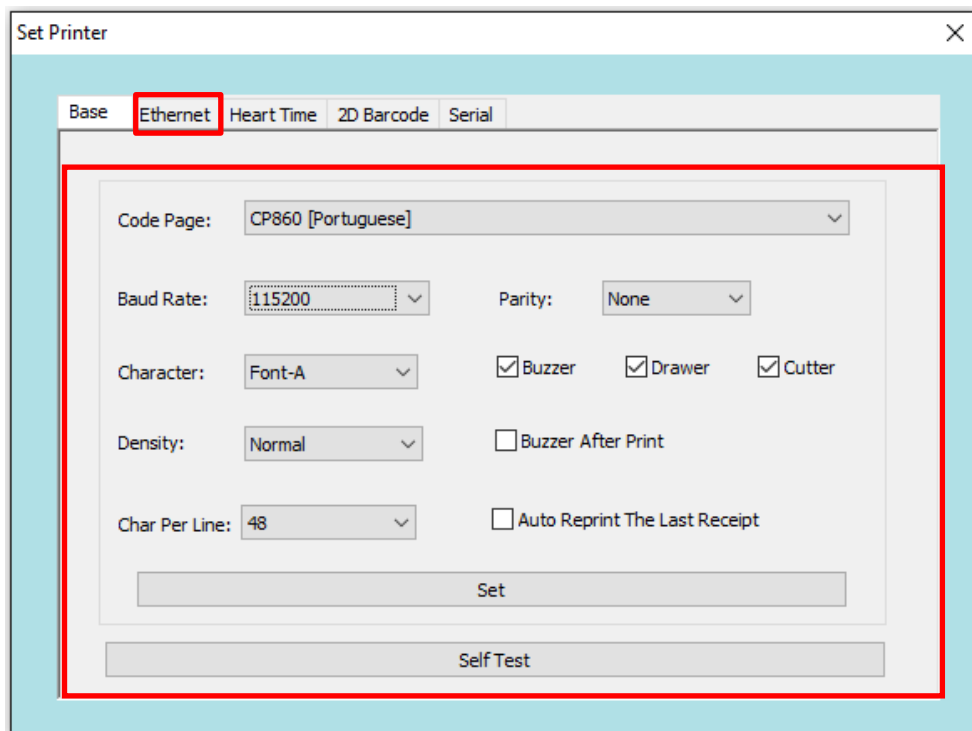 Set Printer
Base Ethernet Heart Time 2D Barcode Serial
Code Page: CP860 [Portuguese]
Baud Rate: 115200 Parity: None
Character: Font-A Buzzer Drawer Cutter
Density: Normal Buzzer After Print
Char Per Line: 48 Auto Reprint The Last Receipt
Set
Self Test